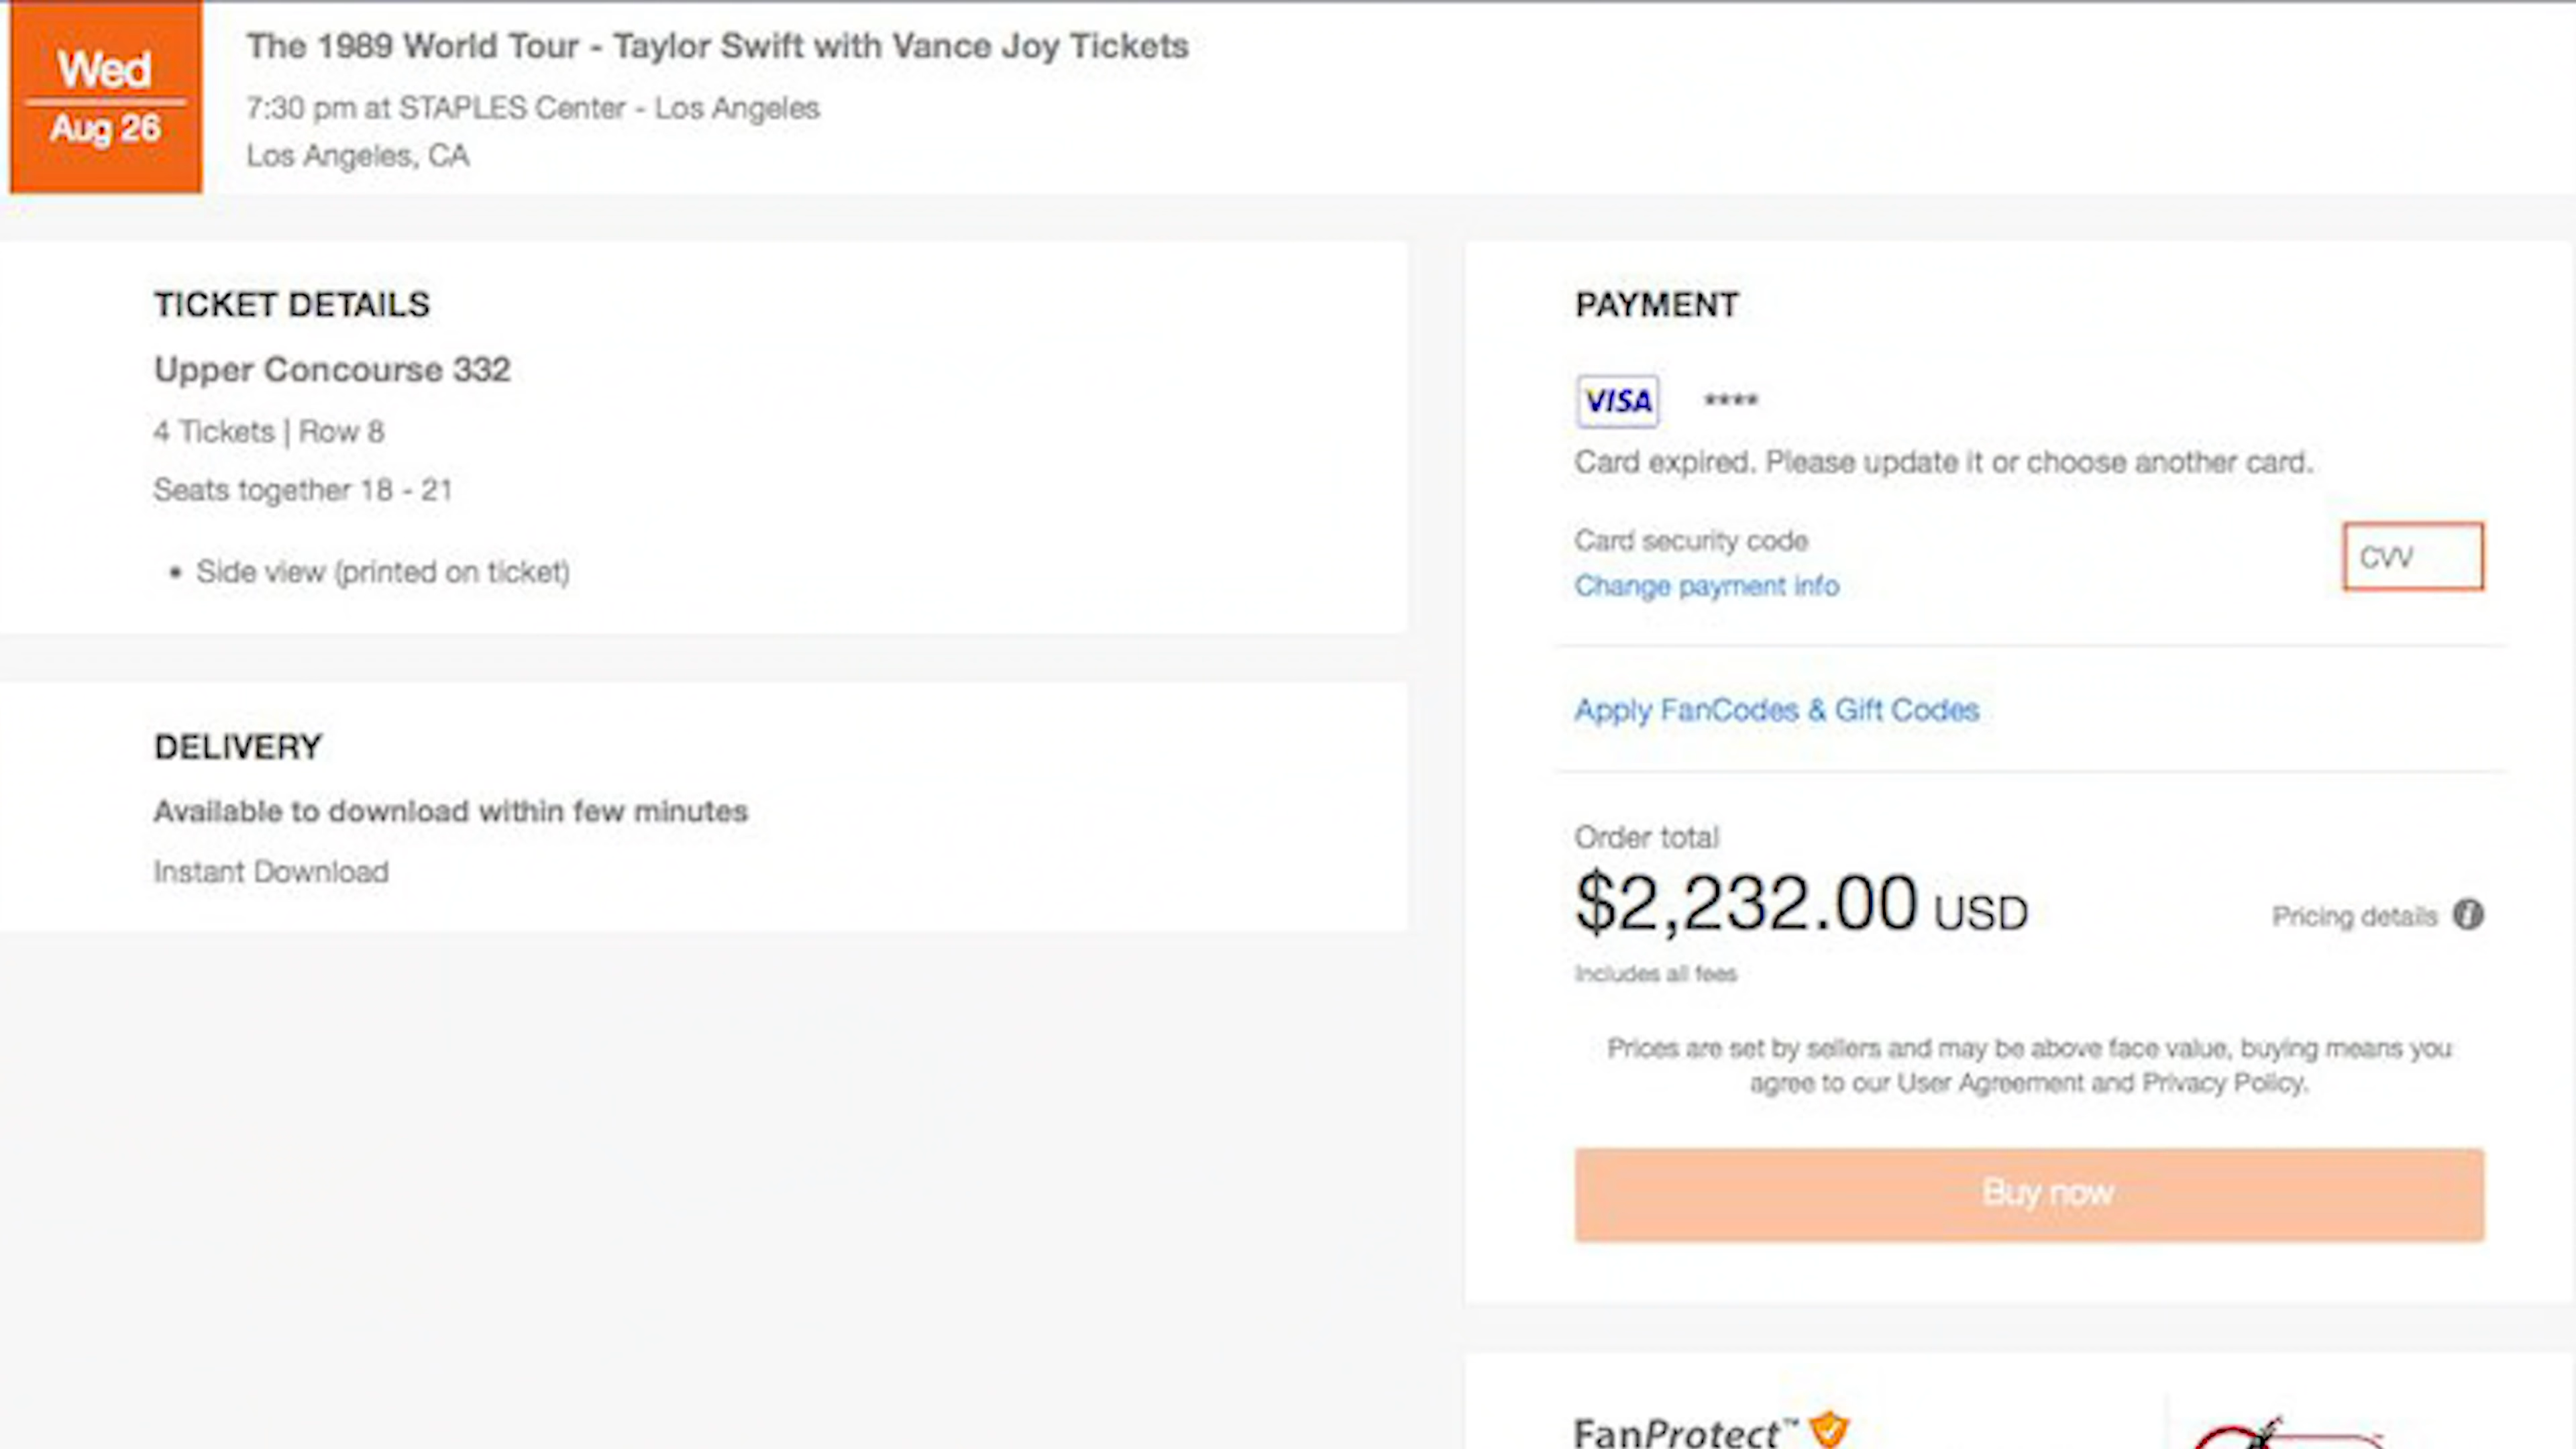 Wed
Aug 26
The 1989 World Tour - Taylor Swift with Vance Joy Tickets
7:30 pm at STAPLES Center - Los Angeles
Los Angeles, CA
TICKET DETAILS
Upper Concourse 332
4 Tickets | Row 8
Seats together 18 - 21
• Side view (printed on ticket)
DELIVERY
Available to download within few minutes
Instant Download
PAYMENT
VISA ****
Card expired. Please update it or choose another card.
Card security code
CVV
Change payment info
Apply FanCodes & Gift Codes
Order total
$2,232.00 USD
Pricing details i
Includes all fees
Prices are set by sellers and may be above face value, buying means you
agree to our User Agreement and Privacy Policy.
Buy now
FanProtect™